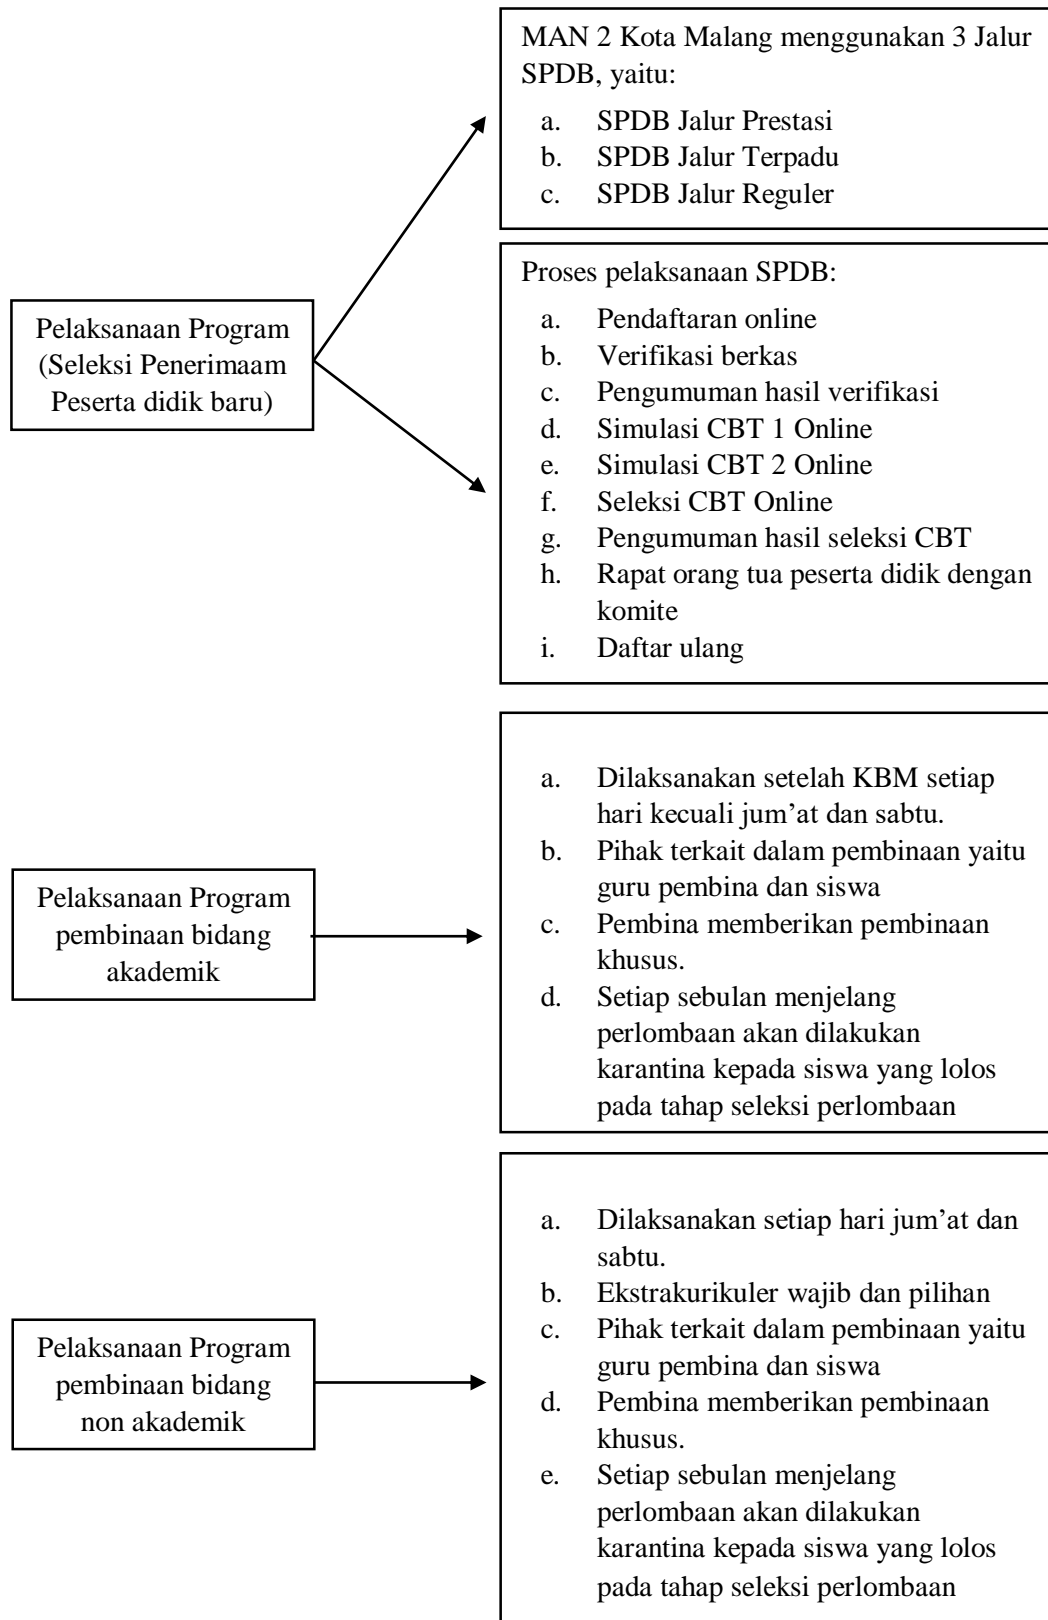 MAN 2 Kota Malang menggunakan 3 Jalur
SPDB, yaitu:
a. SPDB Jalur Prestasi
b. SPDB Jalur Terpadu
c. SPDB Jalur Reguler
Pelaksanaan Program
(Seleksi Penerimaam
Peserta didik baru)
Proses pelaksanaan SPDB:
a. Pendaftaran online
b. Verifikasi berkas
c. Pengumuman hasil verifikasi
d. Simulasi CBT 1 Online
e. Simulasi CBT 2 Online
f. Seleksi CBT Online
g. Pengumuman hasil seleksi CBT
h. Rapat orang tua peserta didik dengan
komite
i. Daftar ulang
Pelaksanaan Program
pembinaan bidang
akademik
a. Dilaksanakan setelah KBM setiap
hari kecuali jum’at dan sabtu.
b. Pihak terkait dalam pembinaan yaitu
guru pembina dan siswa
c. Pembina memberikan pembinaan
khusus.
d. Setiap sebulan menjelang
perlombaan akan dilakukan
karantina kepada siswa yang lolos
pada tahap seleksi perlombaan
Pelaksanaan Program
pembinaan bidang
non akademik
a. Dilaksanakan setiap hari jum’at dan
sabtu.
b. Ekstrakurikuler wajib dan pilihan
c. Pihak terkait dalam pembinaan yaitu
guru pembina dan siswa
d. Pembina memberikan pembinaan
khusus.
e. Setiap sebulan menjelang
perlombaan akan dilakukan
karantina kepada siswa yang lolos
pada tahap seleksi perlombaan